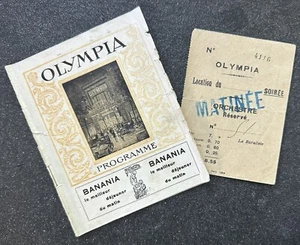 OLYMPIA
PROGRAMME
BANANIA
le meilleur
déjeuner
du matin
BANANIA
le meilleur
déjeuner
du matin
N° 4176
OLYMPIA
Location du
SOIRÉE
MATINÉE
ORCHESTRE
Réservé,
N°